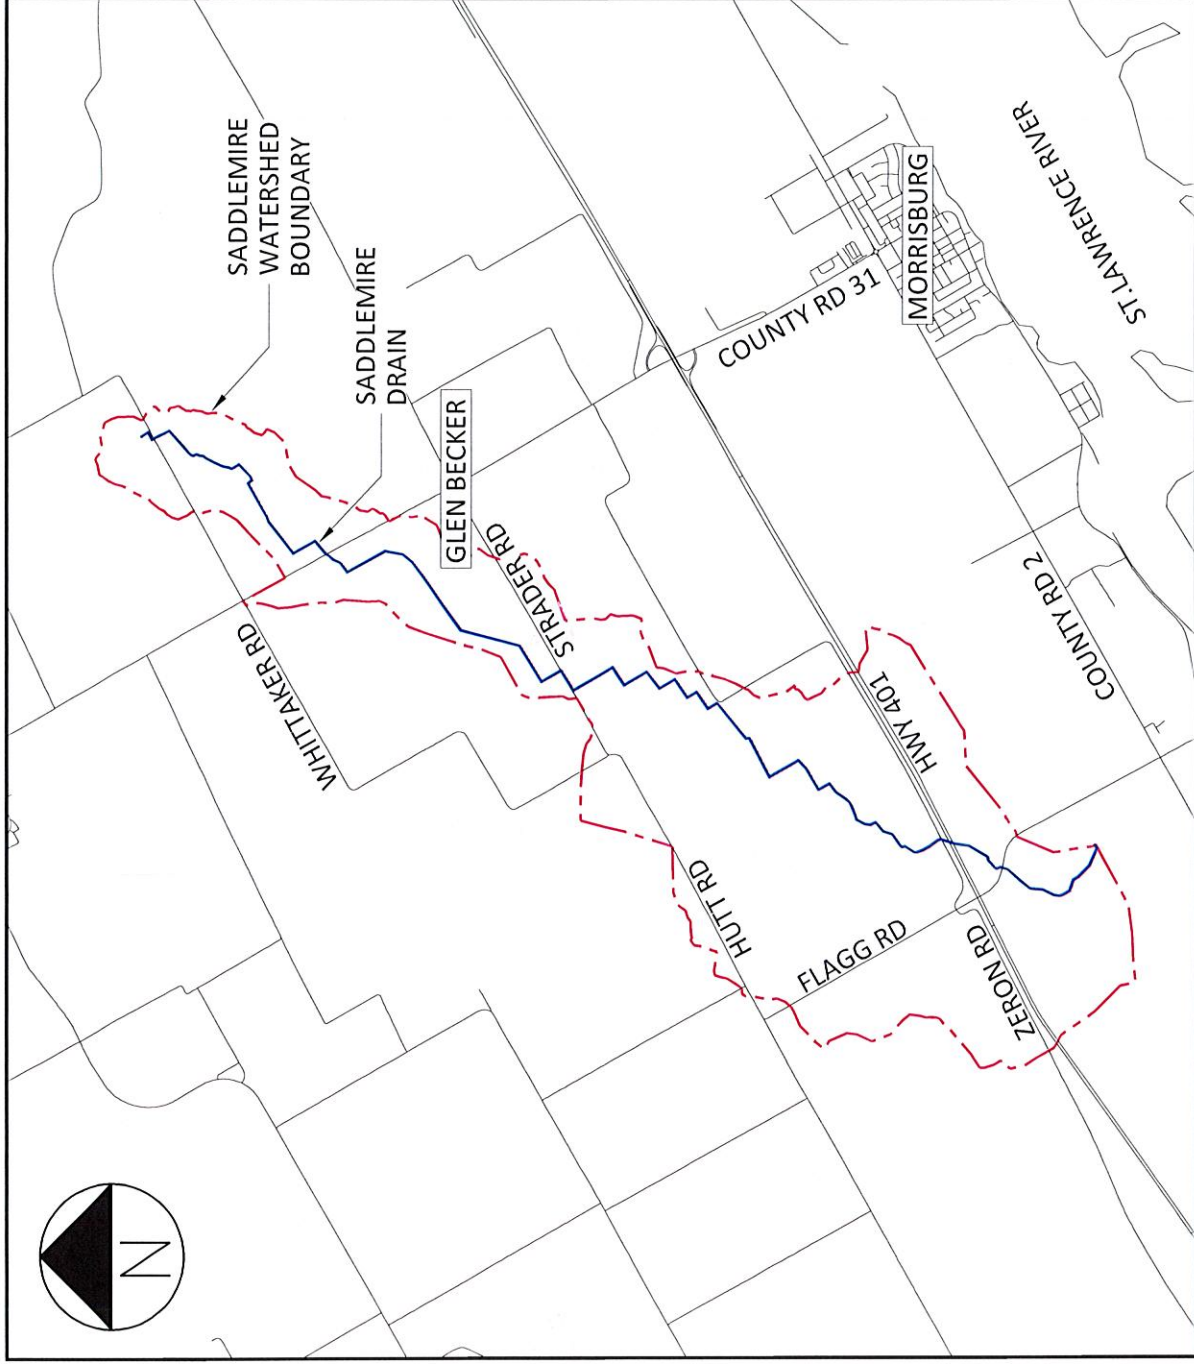 SADDLEMIRE
WATERSHED
BOUNDARY
SADDLEMIRE
DRAIN
GLEN BECKER
STRADER RD
WHITTAKER RD
COUNTY RD 31
MORRISBURG
ST.LAWRENCE RIVER
COUNTY RD 2
HWY 401
HUTT RD
FLAGG RD
ZERON RD
N